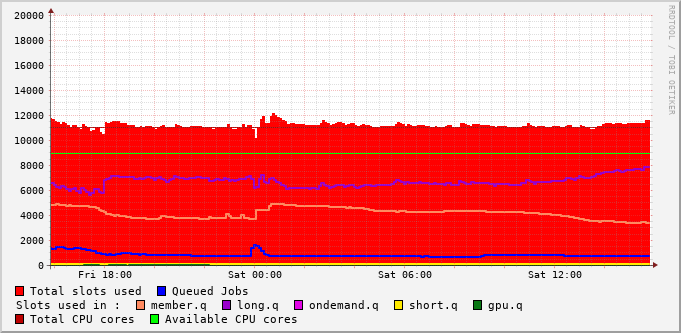 20000
18000
16000
14000
12000
10000
8000
6000
4000
2000
0
Fri 18:00 Sat 00:00 Sat 06:00 Sat 12:00
RRDTOOL / TOBI OETIKER
Total slots used Queued Jobs
Slots used in : member.q long.q ondemand.q short.q gpu.q
Total CPU cores Available CPU cores